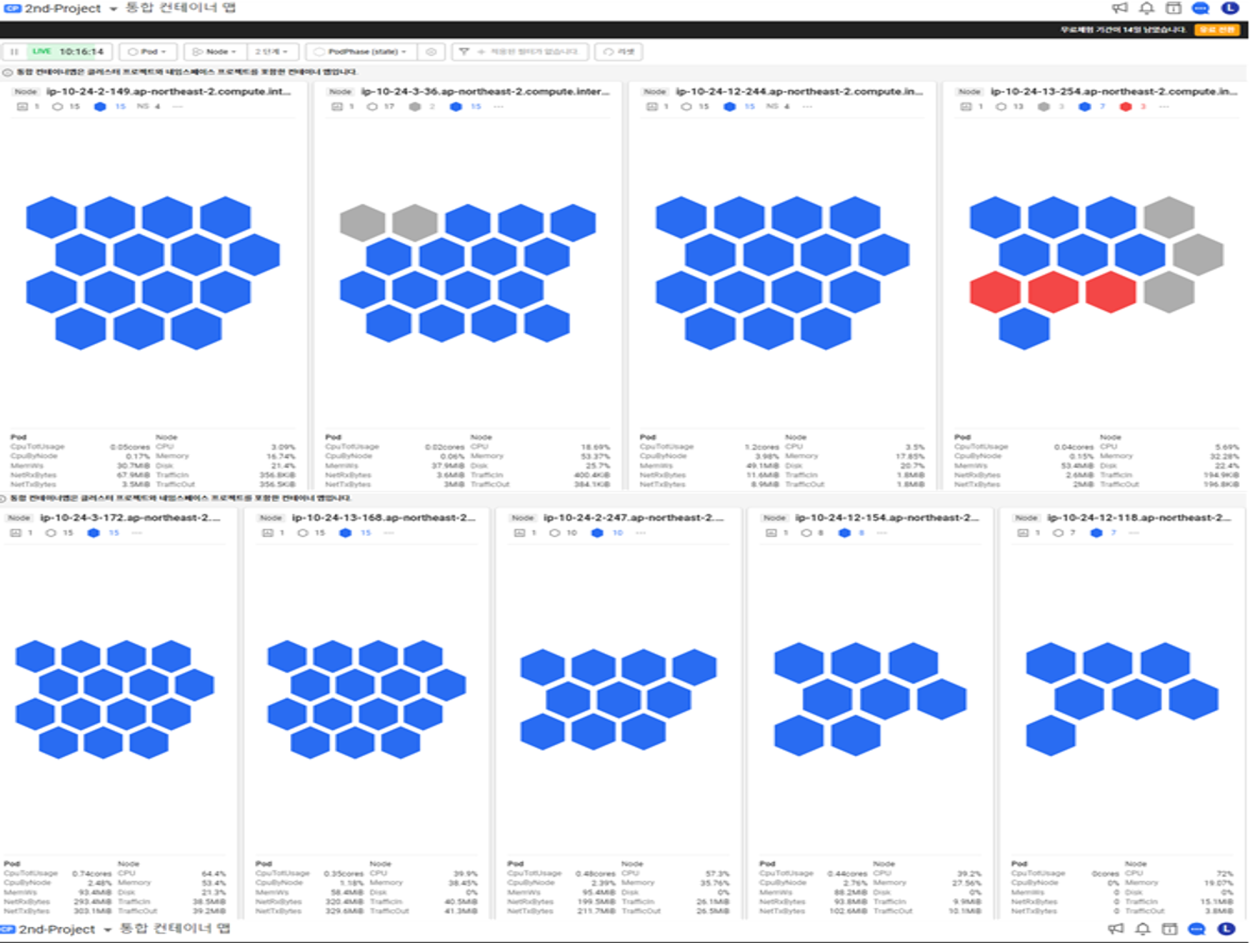 CP 2nd-Project 통합 컨테이너 맵 L
무료체험 기간이 14일 남았습니다. 유료 전환
LIVE 10:16:14 Pod Node 2 단계 PodPhase (state) + 적용된 필터가 없습니다. 리셋
통합 컨테이너맵은 클러스터 프로젝트와 네임스페이스 프로젝트를 포함한 컨테이너 맵입니다.
Node ip-10-24-2-149.ap-northeast-2.compute.int...
1 15 15 NS 4 ...
Pod Node
CpuTotUsage 0.05cores CPU 3.09%
CpuByNode 0.17% Memory 16.74%
MemWs 30.7MiB Disk 21.4%
NetRxBytes 67.9MiB TrafficIn 356.8KiB
NetTxBytes 3.5MiB TrafficOut 356.5KiB
Node ip-10-24-3-36.ap-northeast-2.compute.inter...
1 17 2 15 ...
Pod Node
CpuTotUsage 0.02cores CPU 18.69%
CpuByNode 0.06% Memory 53.37%
MemWs 37.9MiB Disk 25.7%
NetRxBytes 3.6MiB TrafficIn 400.4KiB
NetTxBytes 3MiB TrafficOut 384.1KiB
Node ip-10-24-12-244.ap-northeast-2.compute.in...
1 15 15 NS 4 ...
Pod Node
CpuTotUsage 1.2cores CPU 3.5%
CpuByNode 3.98% Memory 17.85%
MemWs 49.1MiB Disk 20.7%
NetRxBytes 11.6MiB TrafficIn 1.8MiB
NetTxBytes 8.9MiB TrafficOut 1.8MiB
Node ip-10-24-13-254.ap-northeast-2.compute.in...
1 13 3 7 3 ...
Pod Node
CpuTotUsage 0.04cores CPU 5.69%
CpuByNode 0.15% Memory 32.28%
MemWs 53.4MiB Disk 22.4%
NetRxBytes 2.6MiB TrafficIn 194.9KiB
NetTxBytes 2MiB TrafficOut 196.8KiB
통합 컨테이너맵은 클러스터 프로젝트와 네임스페이스 프로젝트를 포함한 컨테이너 맵입니다.
Node ip-10-24-3-172.ap-northeast-2....
1 15 15 ...
Pod Node
CpuTotUsage 0.74cores CPU 64.4%
CpuByNode 2.48% Memory 53.4%
MemWs 93.4MiB Disk 21.3%
NetRxBytes 293.4MiB TrafficIn 38.5MiB
NetTxBytes 303.1MiB TrafficOut 39.2MiB
Node ip-10-24-13-168.ap-northeast-2...
1 15 15 ...
Pod Node
CpuTotUsage 0.35cores CPU 39.9%
CpuByNode 1.18% Memory 38.45%
MemWs 58.4MiB Disk 0%
NetRxBytes 320.4MiB TrafficIn 40.5MiB
NetTxBytes 329.6MiB TrafficOut 41.3MiB
Node ip-10-24-2-247.ap-northeast-2....
1 10 10 ...
Pod Node
CpuTotUsage 0.48cores CPU 57.3%
CpuByNode 2.39% Memory 35.76%
MemWs 95.4MiB Disk 0%
NetRxBytes 199.5MiB TrafficIn 26.1MiB
NetTxBytes 211.7MiB TrafficOut 26.5MiB
Node ip-10-24-12-154.ap-northeast-2...
1 8 8 ...
Pod Node
CpuTotUsage 0.44cores CPU 39.2%
CpuByNode 2.76% Memory 27.56%
MemWs 88.2MiB Disk 0%
NetRxBytes 93.8MiB TrafficIn 9.9MiB
NetTxBytes 102.6MiB TrafficOut 10.1MiB
Node ip-10-24-12-118.ap-northeast-2...
1 7 7 ...
Pod Node
CpuTotUsage 0cores CPU 72%
CpuByNode 0% Memory 19.07%
MemWs 0 Disk 0%
NetRxBytes 0 TrafficIn 15.1MiB
NetTxBytes 0 TrafficOut 3.8MiB
CP 2nd-Project 통합 컨테이너 맵 L